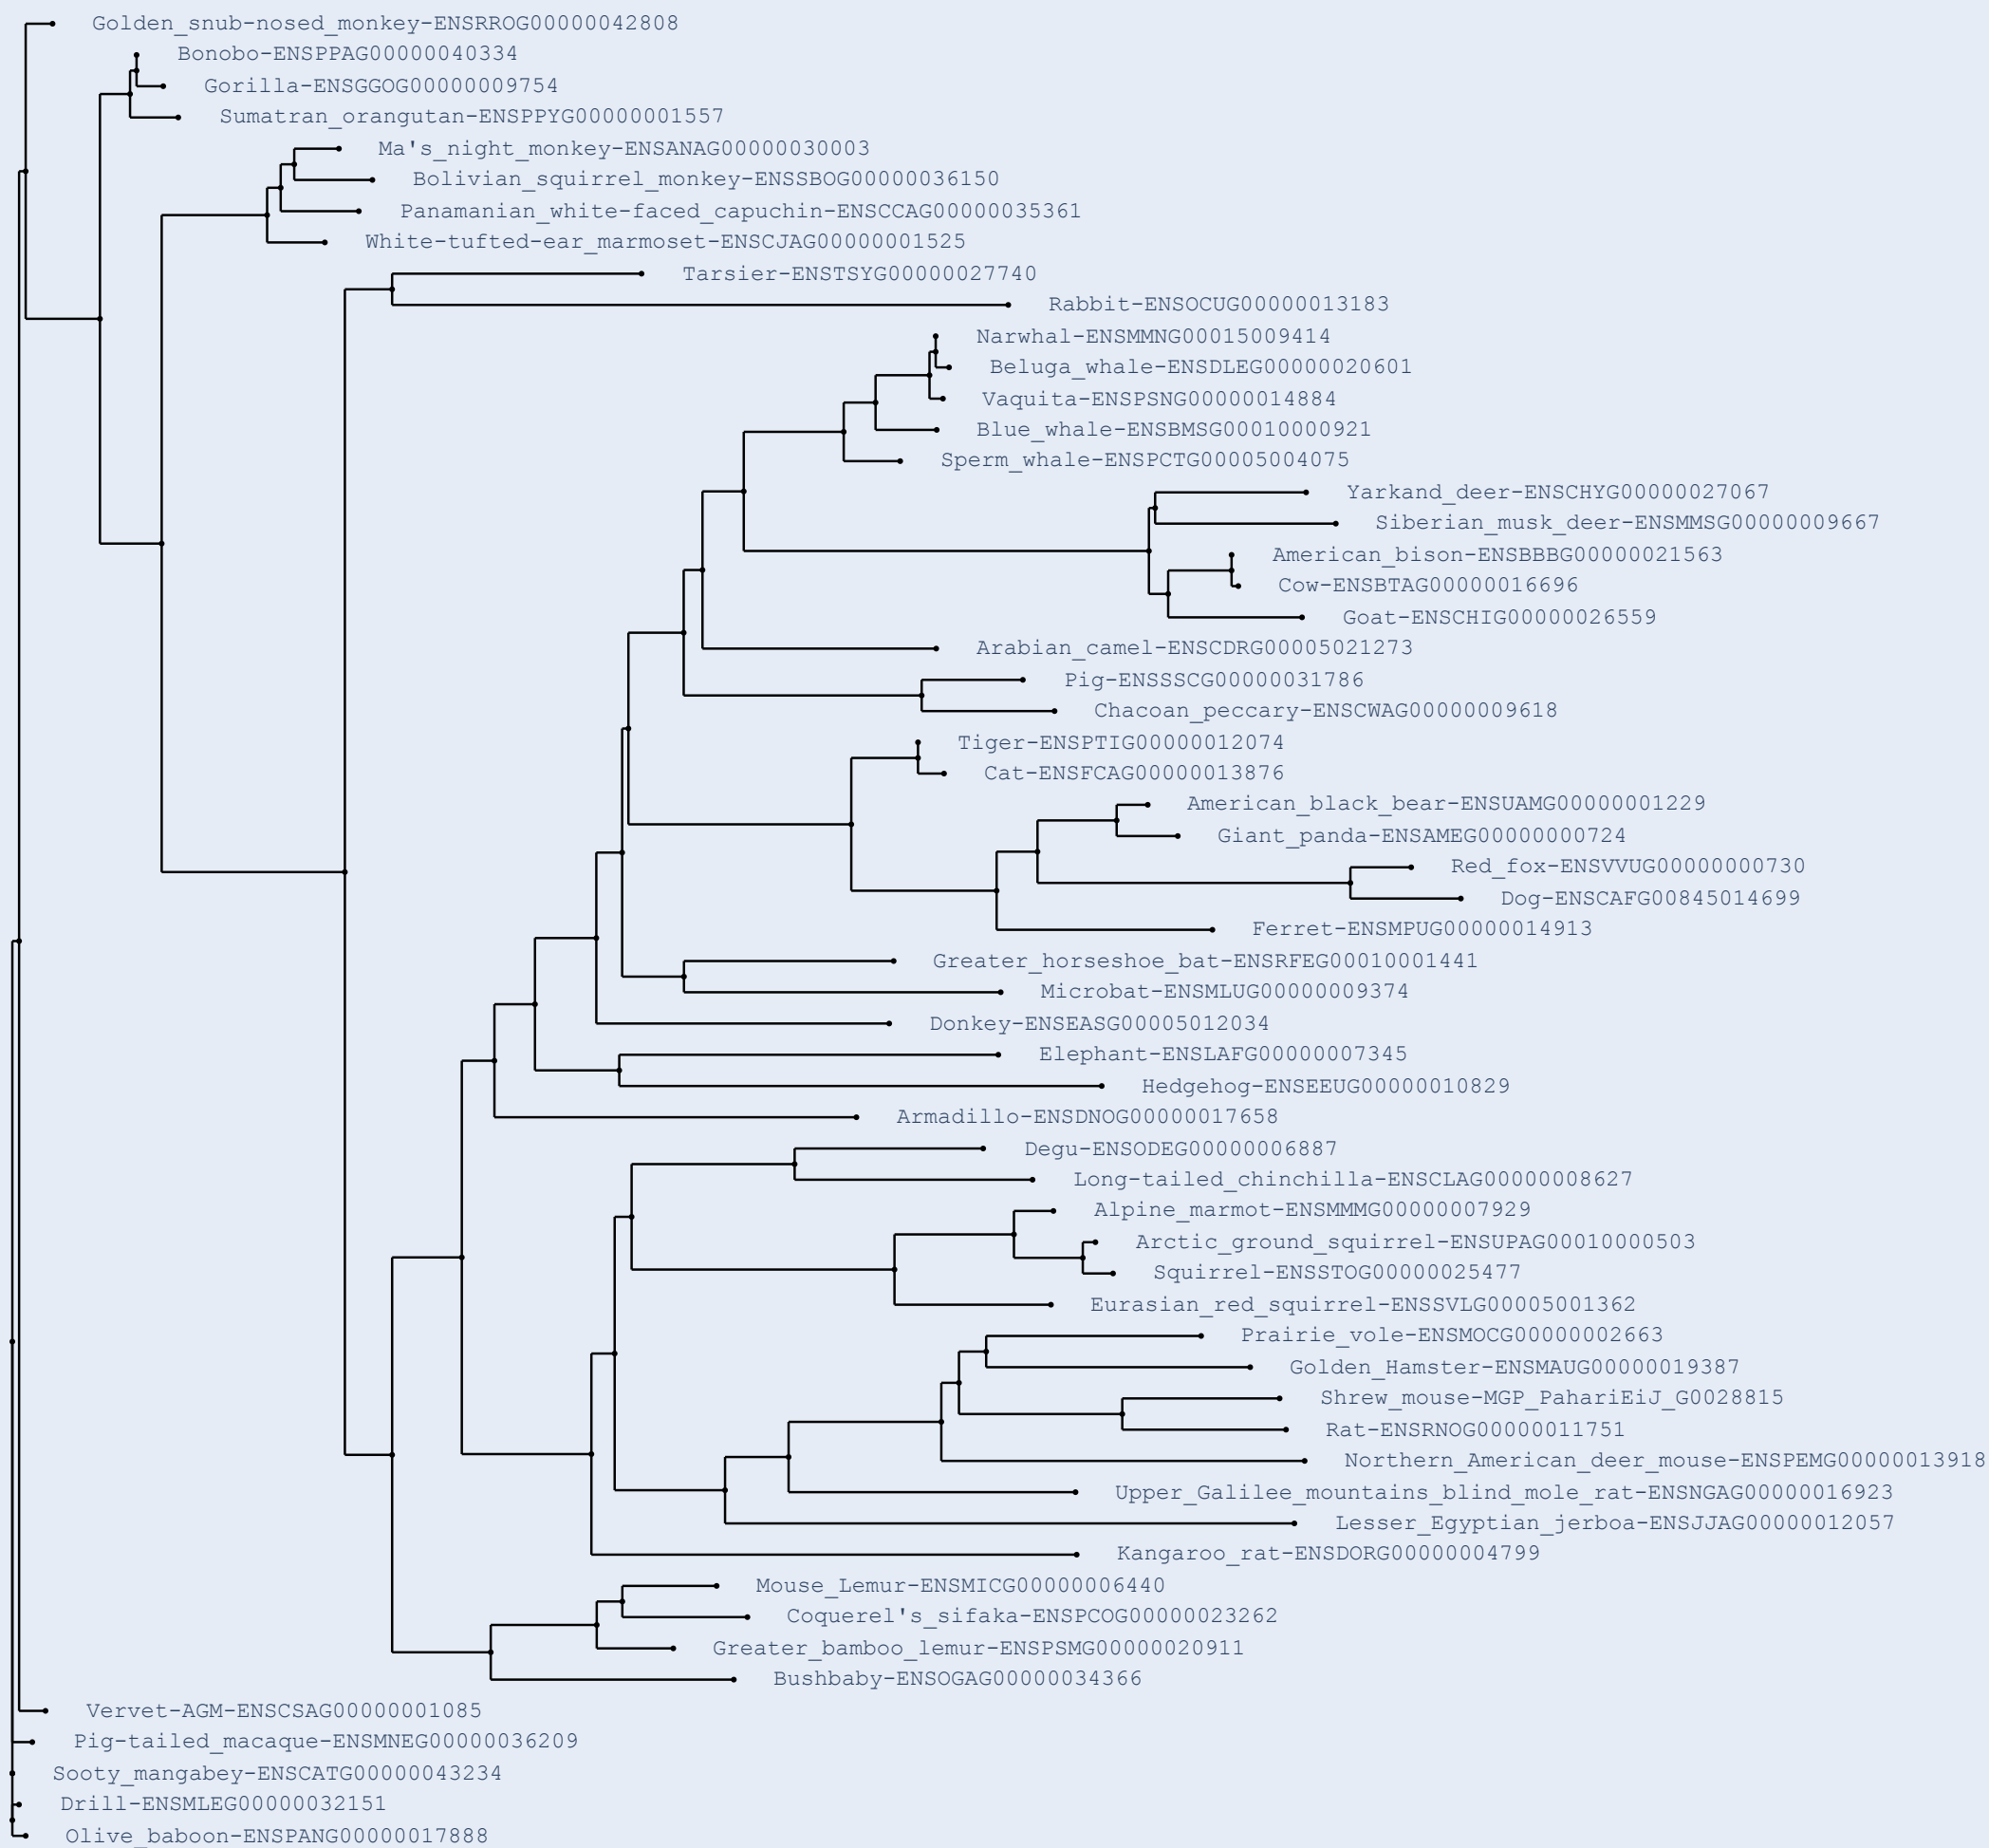 Golden_snub-nosed_monkey-ENSRROG00000042808
Bonobo-ENSPPAG00000040334
Gorilla-ENSGGOG00000009754
Sumatran_orangutan-ENSPPYG00000001557
Ma's_night_monkey-ENSANAG00000030003
Bolivian_squirrel_monkey-ENSSBOG00000036150
Panamanian_white-faced_capuchin-ENSCCAG00000035361
White-tufted-ear_marmoset-ENSCJAG00000001525
Tarsier-ENSTSYG00000027740
Rabbit-ENSOCUG00000013183
Narwhal-ENSMMNG00015009414
Beluga_whale-ENSDLEG00000020601
Vaquita-ENSPSNG00000014884
Blue_whale-ENSBMSG00010000921
Sperm_whale-ENSPCTG00005004075
Yarkand_deer-ENSCHYG00000027067
Siberian_musk_deer-ENSMMSG00000009667
American_bison-ENSBBBG00000021563
Cow-ENSBTAG00000016696
Goat-ENSCHIG00000026559
Arabian_camel-ENSCDRG00005021273
Pig-ENSSSCG00000031786
Chacoan_peccary-ENSCWAG00000009618
Tiger-ENSPTIG00000012074
Cat-ENSFCAG00000013876
American_black_bear-ENSUAMG00000001229
Giant_panda-ENSAMEG00000000724
Red_fox-ENSVVUG00000000730
Dog-ENSCAFG00845014699
Ferret-ENSMPUG00000014913
Greater_horseshoe_bat-ENSRFEG00010001441
Microbat-ENSMLUG00000009374
Donkey-ENSEASG00005012034
Elephant-ENSLAFG00000007345
Hedgehog-ENSEEUG00000010829
Armadillo-ENSDNOG00000017658
Degu-ENSODEG00000006887
Long-tailed_chinchilla-ENSCLAG00000008627
Alpine_marmot-ENSMMMG00000007929
Arctic_ground_squirrel-ENSUPAG00010000503
Squirrel-ENSSTOG00000025477
Eurasian_red_squirrel-ENSSVLG00005001362
Prairie_vole-ENSMOCG00000002663
Golden_Hamster-ENSMAUG00000019387
Shrew_mouse-MGP_PahariEiJ_G0028815
Rat-ENSRNOG00000011751
Northern_American_deer_mouse-ENSPEMG00000013918
Upper_Galilee_mountains_blind_mole_rat-ENSNGAG00000016923
Lesser_Egyptian_jerboa-ENSJJAG00000012057
Kangaroo_rat-ENSDORG00000004799
Mouse_Lemur-ENSMICG00000006440
Coquerel's_sifaka-ENSPCOG00000023262
Greater_bamboo_lemur-ENSPSMG00000020911
Bushbaby-ENSOGAG00000034366
Vervet-AGM-ENSCSAG00000001085
Pig-tailed_macaque-ENSMNEG00000036209
Sooty_mangabey-ENSCATG00000043234
Drill-ENSMLEG00000032151
Olive_baboon-ENSPANG00000017888